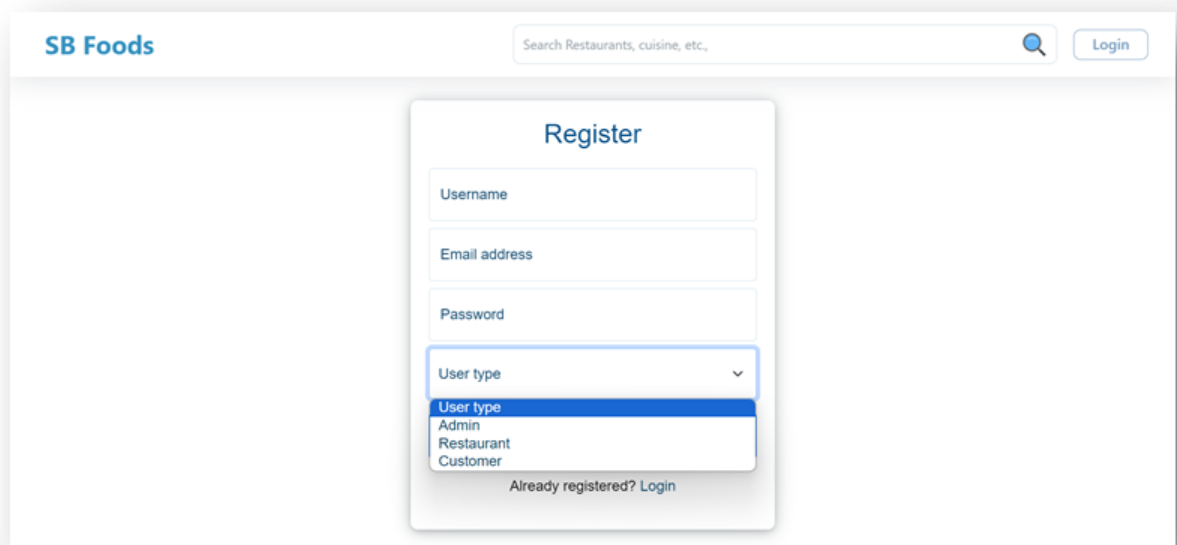 SB Foods
Search Restaurants, cuisine, etc.,
Login
Register
Username
Email address
Password
User type
User type
Admin
Restaurant
Customer
Already registered? Login